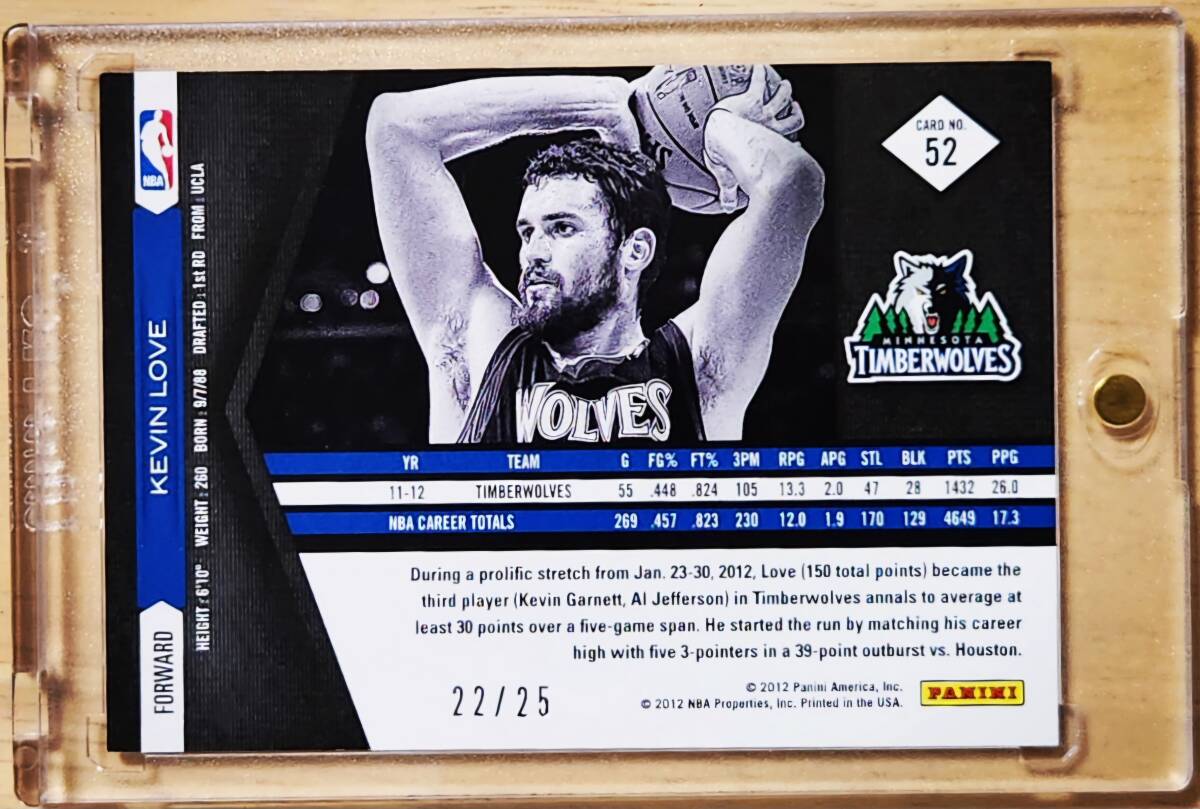 CARD NO.
52
NBA
KEVIN LOVE
FORWARD
HEIGHT: 6'10" WEIGHT: 260 BORN: 9/7/88 DRAFTED: 1st RD FROM: UCLA
WOLVES
MINNESOTA
TIMBERWOLVES
YR TEAM G FG% FT% 3PM RPG APG STL BLK PTS PPG
11-12 TIMBERWOLVES 55 .448 .824 105 13.3 2.0 47 28 1432 26.0
NBA CAREER TOTALS 269 .457 .823 230 12.0 1.9 170 129 4649 17.3
During a prolific stretch from Jan. 23-30, 2012, Love (150 total points) became the
third player (Kevin Garnett, Al Jefferson) in Timberwolves annals to average at
least 30 points over a five-game span. He started the run by matching his career
high with five 3-pointers in a 39-point outburst vs. Houston.
22/25
© 2012 Panini America, Inc.
© 2012 NBA Properties, Inc. Printed in the USA.
PANINI